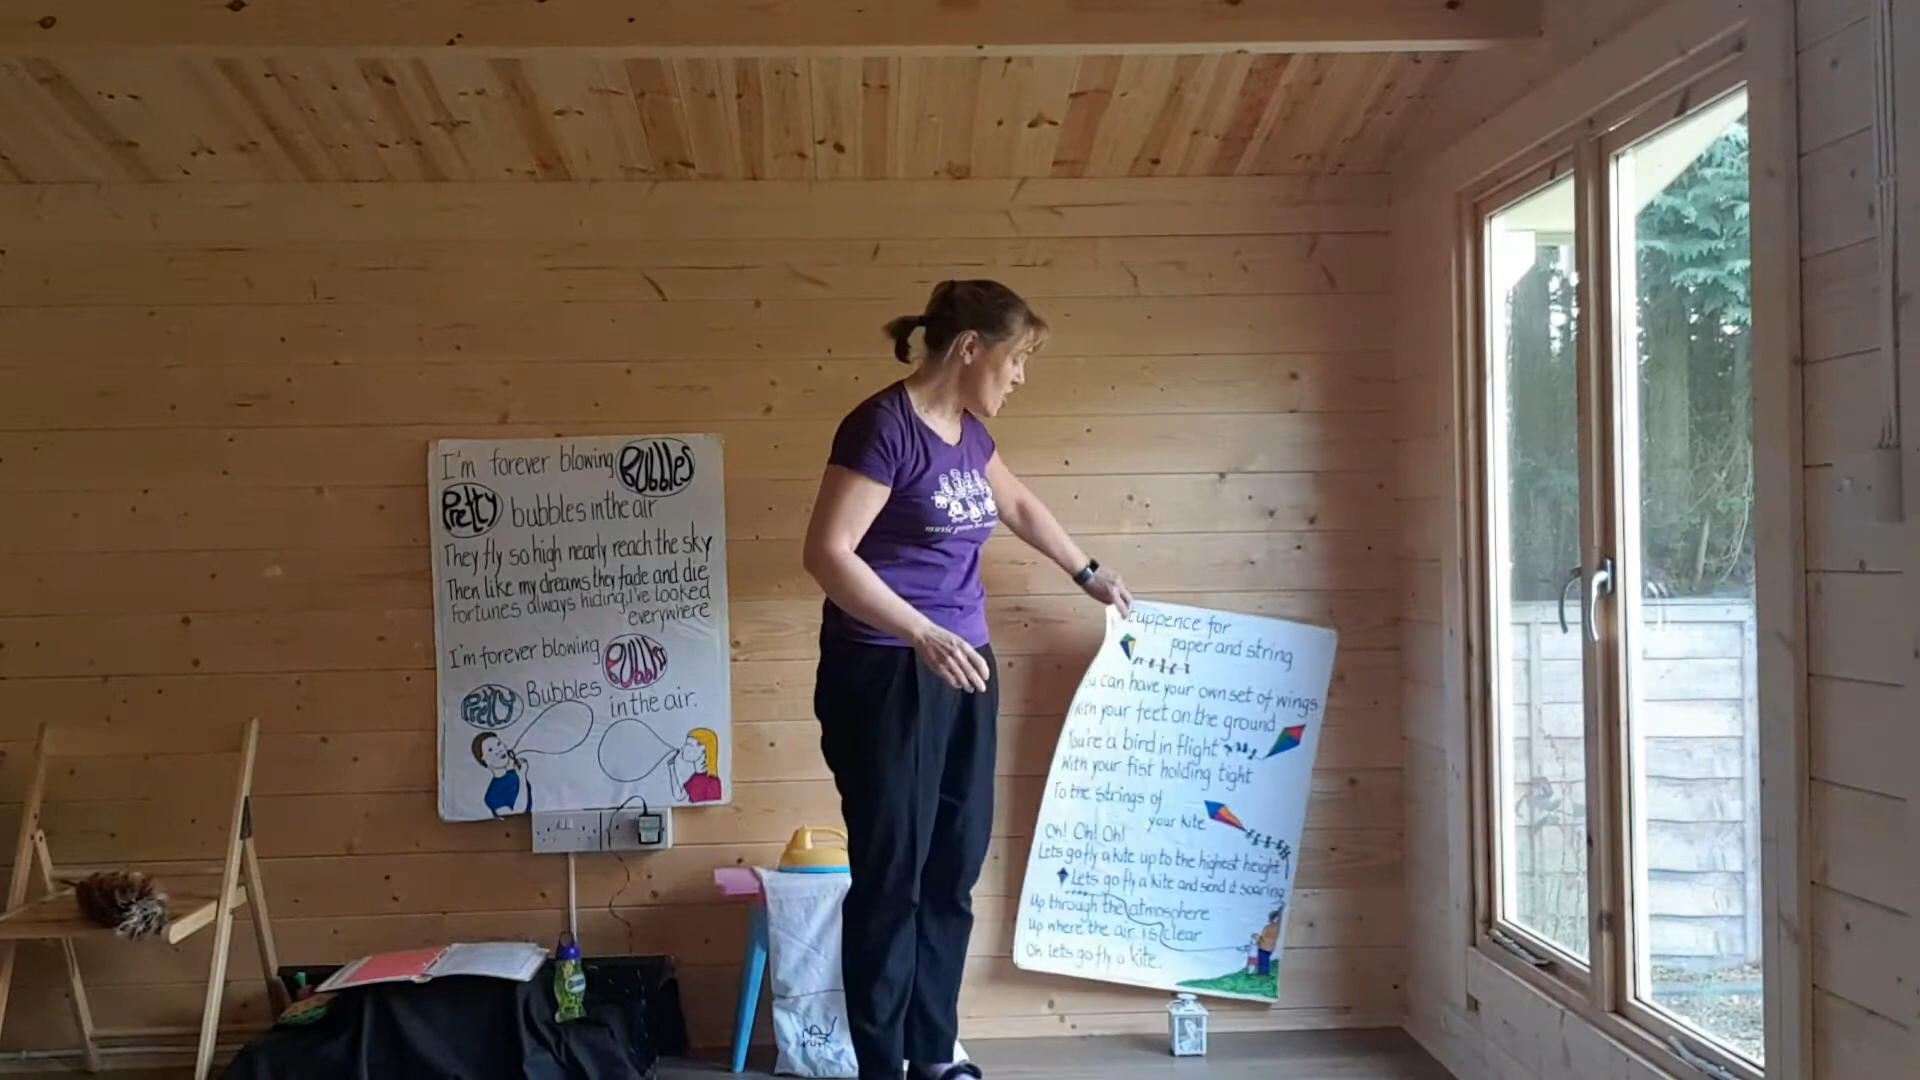 I'm forever blowing Bubbles
Pretty bubbles in the air
They fly so high nearly reach the sky
Then like my dreams they fade and die
Fortunes always hiding, I've looked
everywhere
I'm forever blowing Bubbles
Pretty Bubbles
in the air.
music
tuppence for
paper and string
can have your own set of wings
with your feet on the ground
You're a bird in flight
With your fist holding tight
To the strings of
your kite
Oh! Oh! Oh!
Lets go fly a kite up to the highest height
Lets go fly a kite and send it soaring
Up through the atmosphere
Up where the air is clear
Oh lets go fly a kite.